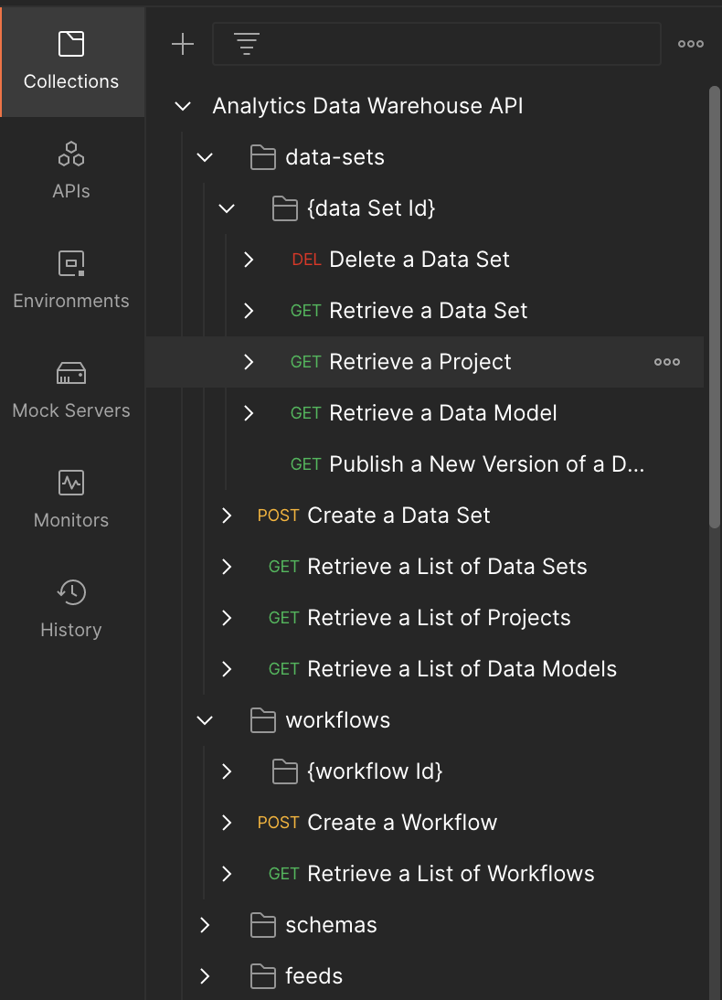 Collections
APIs
Environments
Mock Servers
Monitors
History
Analytics Data Warehouse API
data-sets
{data Set Id}
DEL Delete a Data Set
GET Retrieve a Data Set
GET Retrieve a Project
GET Retrieve a Data Model
GET Publish a New Version of a D...
POST Create a Data Set
GET Retrieve a List of Data Sets
GET Retrieve a List of Projects
GET Retrieve a List of Data Models
workflows
{workflow Id}
POST Create a Workflow
GET Retrieve a List of Workflows
schemas
feeds